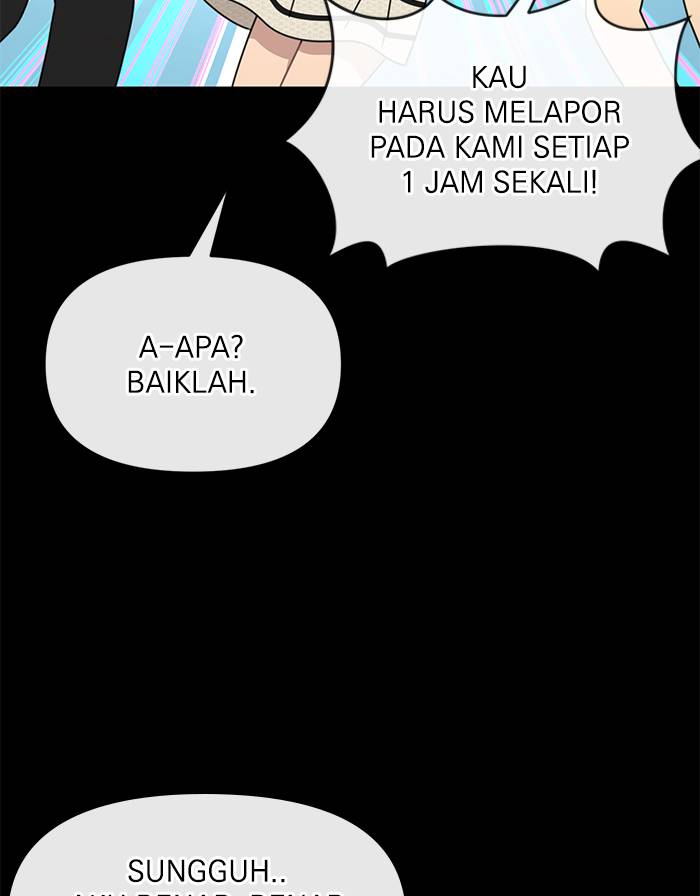 KAU
HARUS MELAPOR
PADA KAMI SETIAP
1 JAM SEKALI!
A-APA?
BAIKLAH.
SUNGGUH..